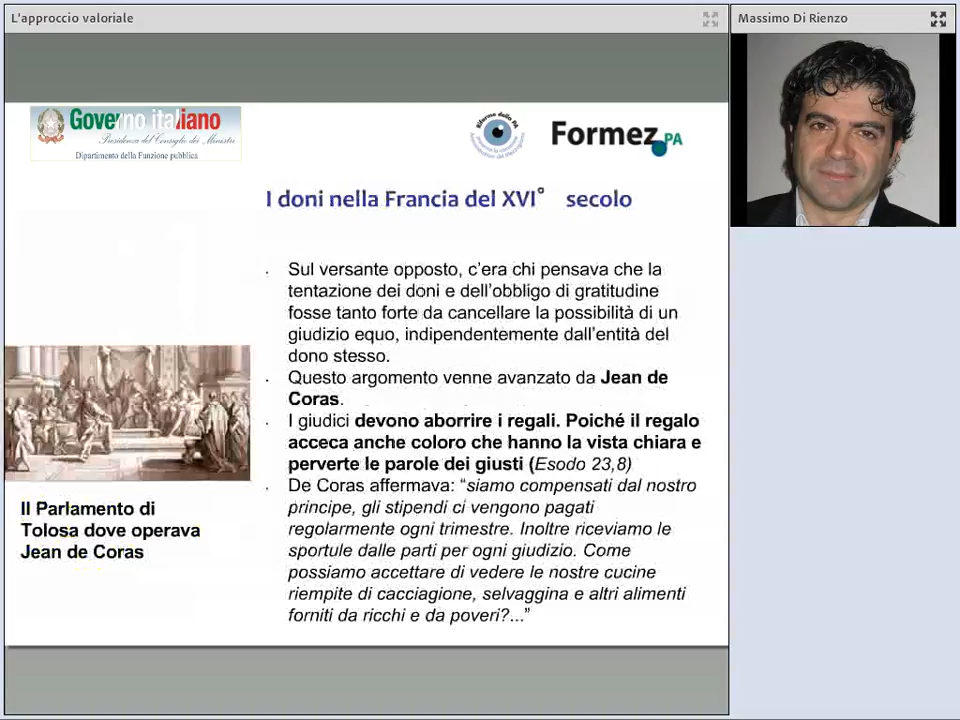 L'approccio valoriale
Massimo Di Rienzo
Governo italiano
Presidenza del Consiglio dei Ministri
Dipartimento della Funzione pubblica
Riforme della PA
Formez PA
I doni nella Francia del XVI° secolo
· Sul versante opposto, c'era chi pensava che la
tentazione dei doni e dell'obbligo di gratitudine
fosse tanto forte da cancellare la possibilità di un
giudizio equo, indipendentemente dall'entità del
dono stesso.
· Questo argomento venne avanzato da Jean de
Coras.
· I giudici devono aborrire i regali. Poiché il regalo
acceca anche coloro che hanno la vista chiara e
perverte le parole dei giusti (Esodo 23,8)
· De Coras affermava: “siamo compensati dal nostro
principe, gli stipendi ci vengono pagati
regolarmente ogni trimestre. Inoltre riceviamo le
sportule dalle parti per ogni giudizio. Come
possiamo accettare di vedere le nostre cucine
riempite di cacciagione, selvaggina e altri alimenti
forniti da ricchi e da poveri?...”
Il Parlamento di
Tolosa dove operava
Jean de Coras